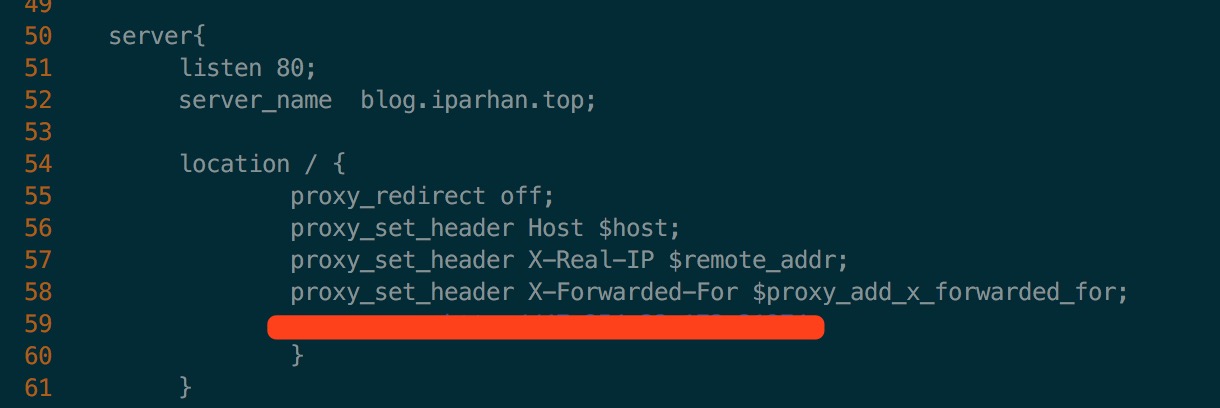 49
50 server{
51 listen 80;
52 server_name blog.iparhan.top;
53
54 location / {
55 proxy_redirect off;
56 proxy_set_header Host $host;
57 proxy_set_header X-Real-IP $remote_addr;
58 proxy_set_header X-Forwarded-For $proxy_add_x_forwarded_for;
59
60 }
61 }